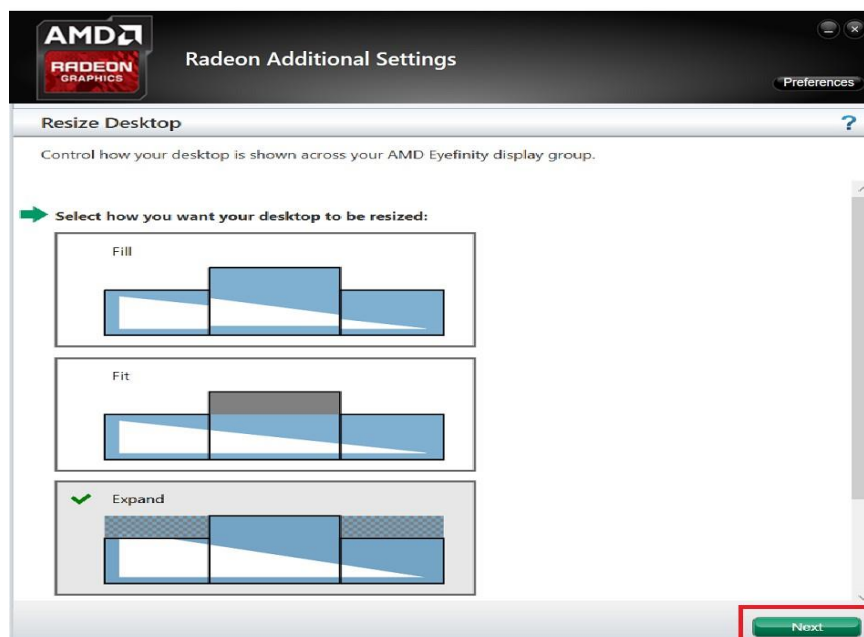 AMD
RADEON
GRAPHICS
Radeon Additional Settings
Preferences
Resize Desktop
?
Control how your desktop is shown across your AMD Eyefinity display group.
Select how you want your desktop to be resized:
Fill
Fit
Expand
Next